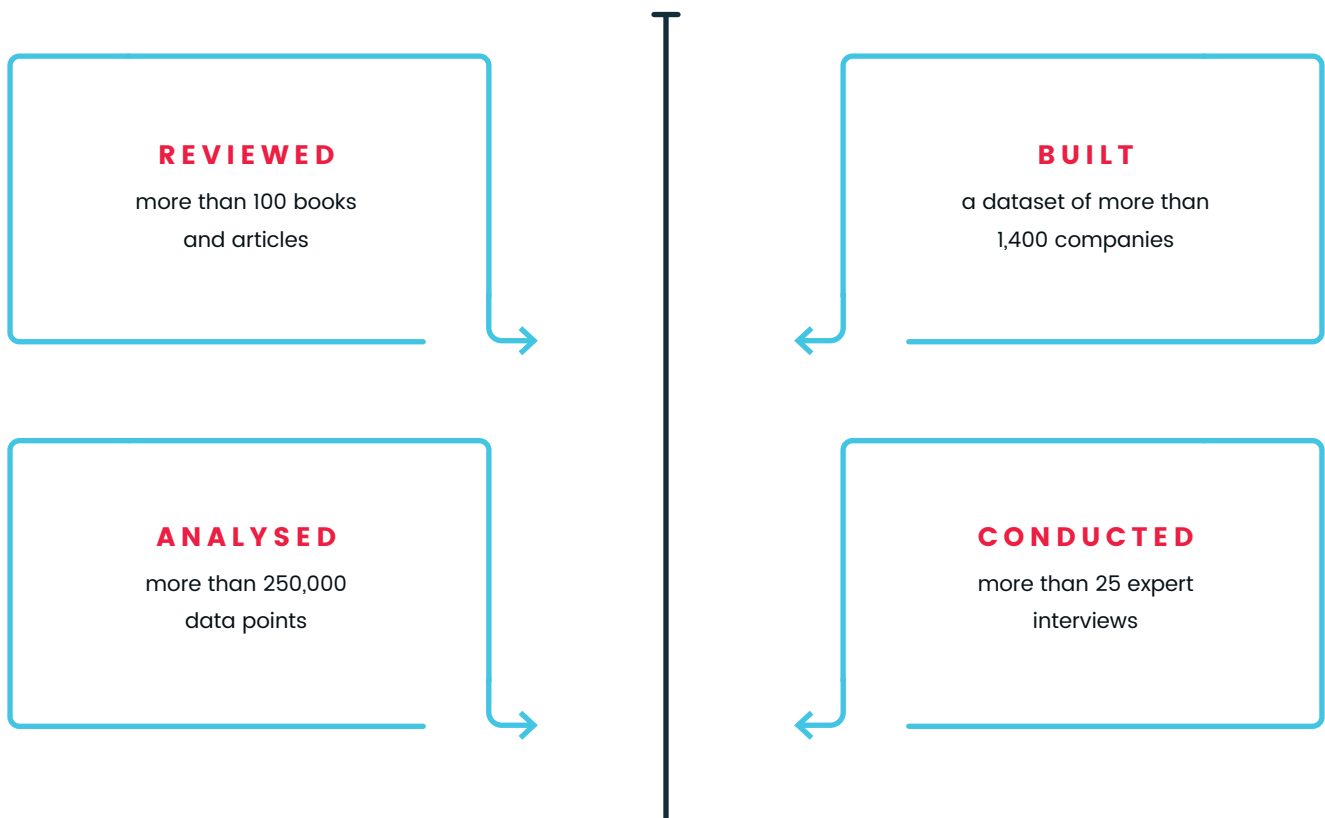 REVIEWED
more than 100 books
and articles
BUILT
a dataset of more than
1,400 companies
ANALYSED
more than 250,000
data points
CONDUCTED
more than 25 expert
interviews